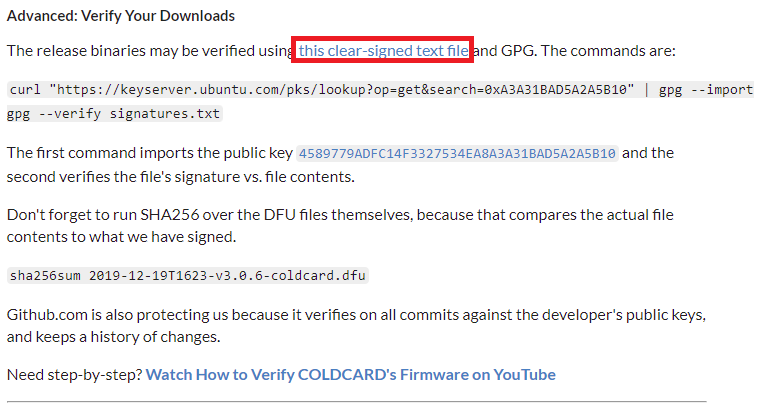 Advanced: Verify Your Downloads
The release binaries may be verified using this clear-signed text file and GPG. The commands are:
curl "https://keyserver.ubuntu.com/pks/lookup?op=get&search=0xA3A31BAD5A2A5B10" | gpg --import
gpg --verify signatures.txt
The first command imports the public key 4589779ADFC14F3327534EA8A3A31BAD5A2A5B10 and the
second verifies the file's signature vs. file contents.
Don't forget to run SHA256 over the DFU files themselves, because that compares the actual file
contents to what we have signed.
sha256sum 2019-12-19T1623-v3.0.6-coldcard.dfu
Github.com is also protecting us because it verifies on all commits against the developer's public keys,
and keeps a history of changes.
Need step-by-step? Watch How to Verify COLDCARD's Firmware on YouTube